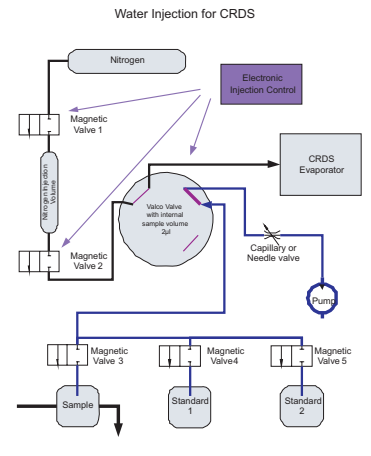 Water Injection for CRDS
Nitrogen
Electronic
Injection Control
Magnetic
Valve 1
Nitrogen Injection
Volume
CRDS
Evaporator
Valco Valve
with internal
sample volume
2µl
Magnetic
Valve 2
Capillary or
Needle valve
Pump
Magnetic
Valve 3
Magnetic
Valve4
Magnetic
Valve 5
Sample
Standard
1
Standard
2